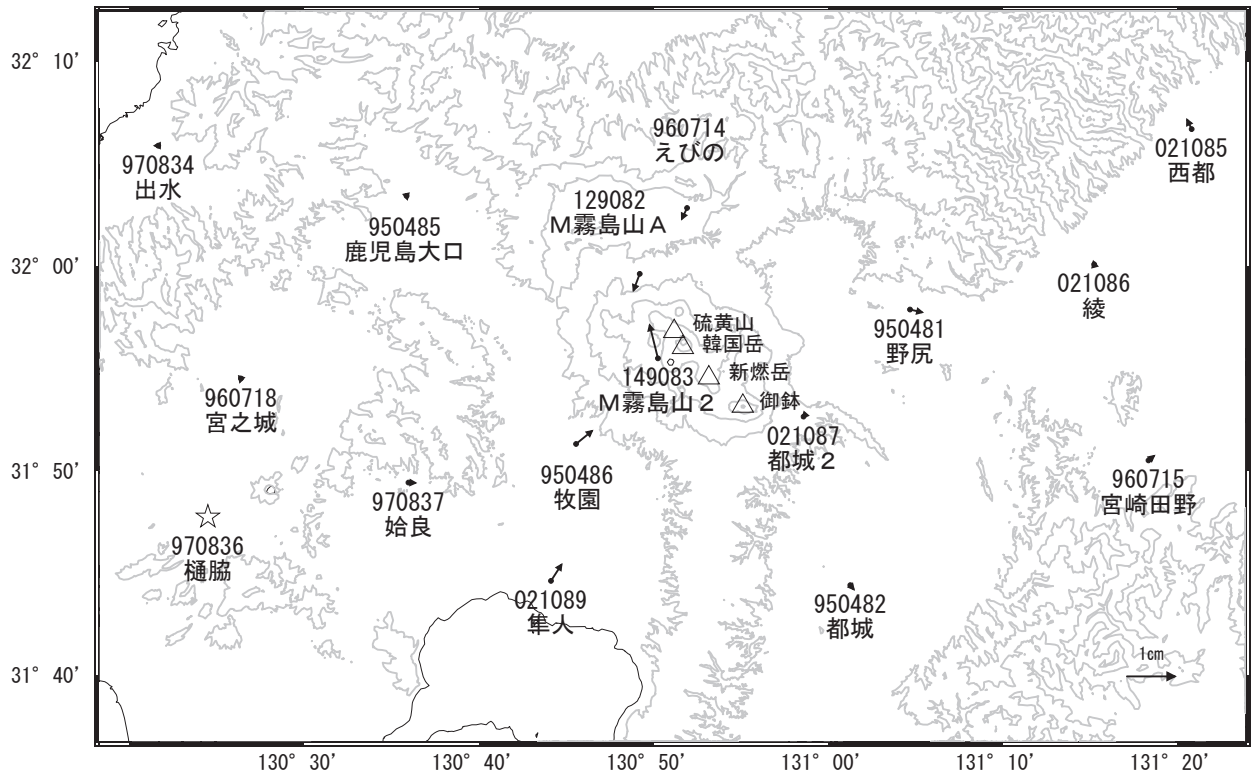 32° 10′
960714
えびの
021085
西都
970834
出水
129082
M霧島山A
950485
鹿児島大口
32° 00′
021086
綾
950481
野尻
硫黄山
韓国岳
新燃岳
149083
M霧島山2
御鉢
960718
宮之城
021087
都城2
31° 50′
950486
牧園
960715
宮崎田野
970837
姶良
970836
樋脇
021089
隼人
950482
都城
1cm
31° 40′
130° 30′
130° 40′
130° 50′
131° 00′
131° 10′
131° 20′